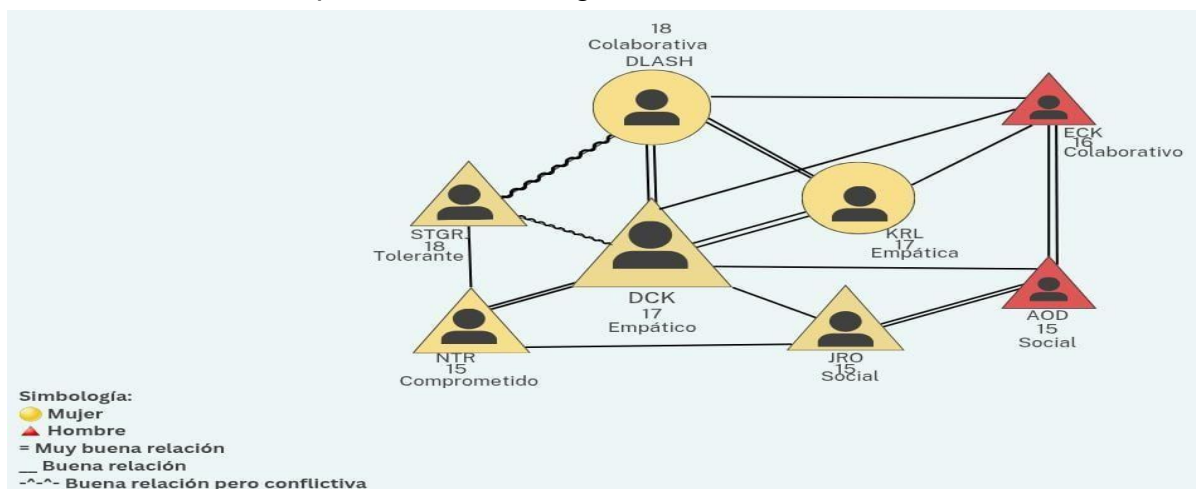 18
Colaborativa
DLASH
ECK
16
Colaborativo
STGR.
18
Tolerante
KRL
17
Empática
DCK
17
Empático
AOD
15
Social
NTR
15
Comprometido
JRO
15
Social
Simbología:
Mujer
Hombre
= Muy buena relación
__ Buena relación
-^-^- Buena relación pero conflictiva